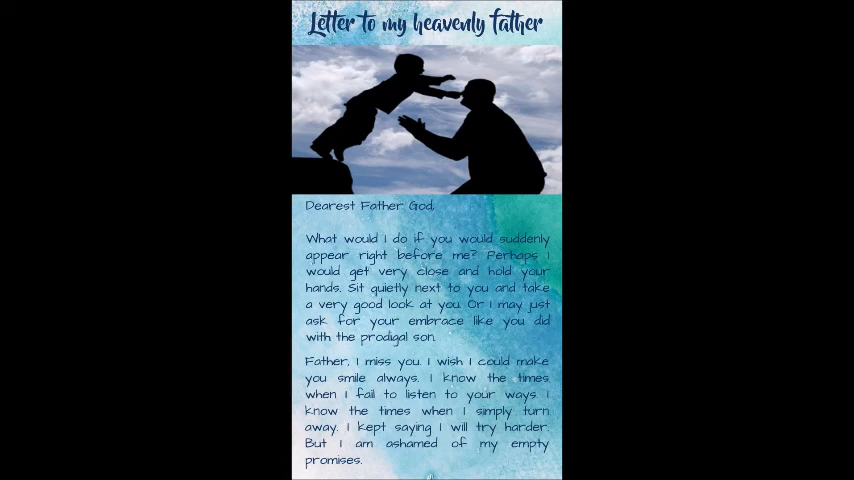 Letter to my heavenly father
Dearest Father God,
What would I do if you would suddenly
appear right before me? Perhaps I
would get very close and hold your
hands. Sit quietly next to you and take
a very good look at you. Or I may just
ask for your embrace like you did
with the prodigal son.
Father, I miss you. I wish I could make
you smile always. I know the times
when I fail to listen to your ways. I
know the times when I simply turn
away. I kept saying I will try harder.
But I am ashamed of my empty
promises.